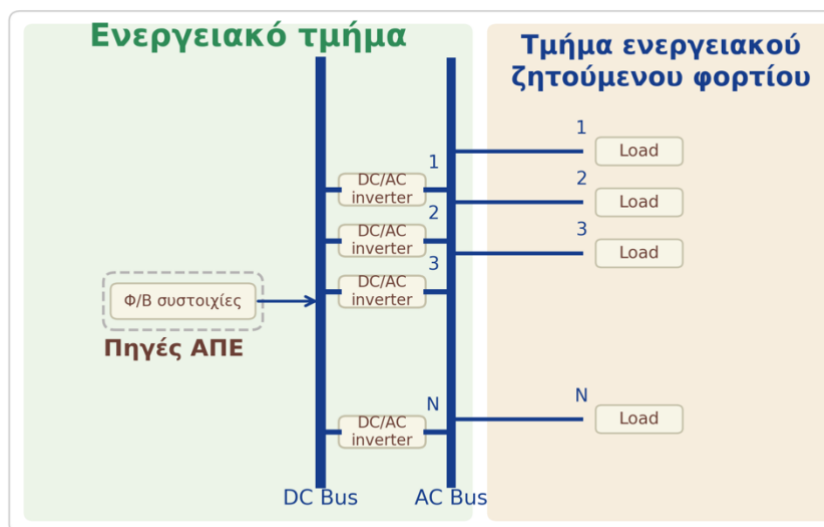 Ενεργειακό τμήμα
Τμήμα ενεργειακού
ζητούμενου φορτίου
1
Load
1
DC/AC
inverter
2
Load
2
DC/AC
inverter
3
Load
3
DC/AC
inverter
Φ/Β συστοιχίες
Πηγές ΑΠΕ
N
Load
N
DC/AC
inverter
DC Bus
AC Bus